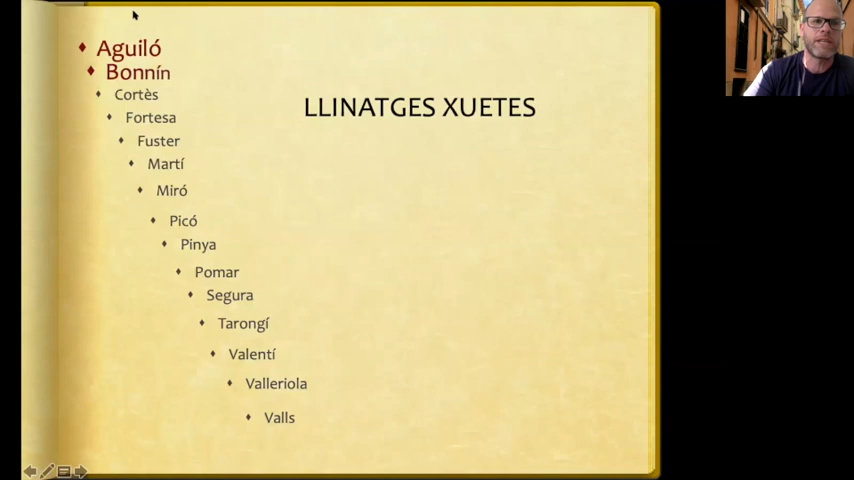 Aguiló
Bonnín
Cortès
Fortesa
LLINATGES XUETES
Fuster
Martí
Miró
Picó
Pinya
Pomar
Segura
Tarongí
Valentí
Valleriola
Valls